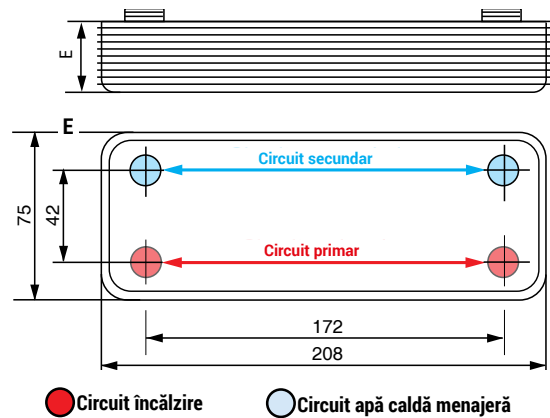 E
E
Circuit secundar
75
42
Circuit primar
172
208
Circuit încălzire
Circuit apă caldă menajeră